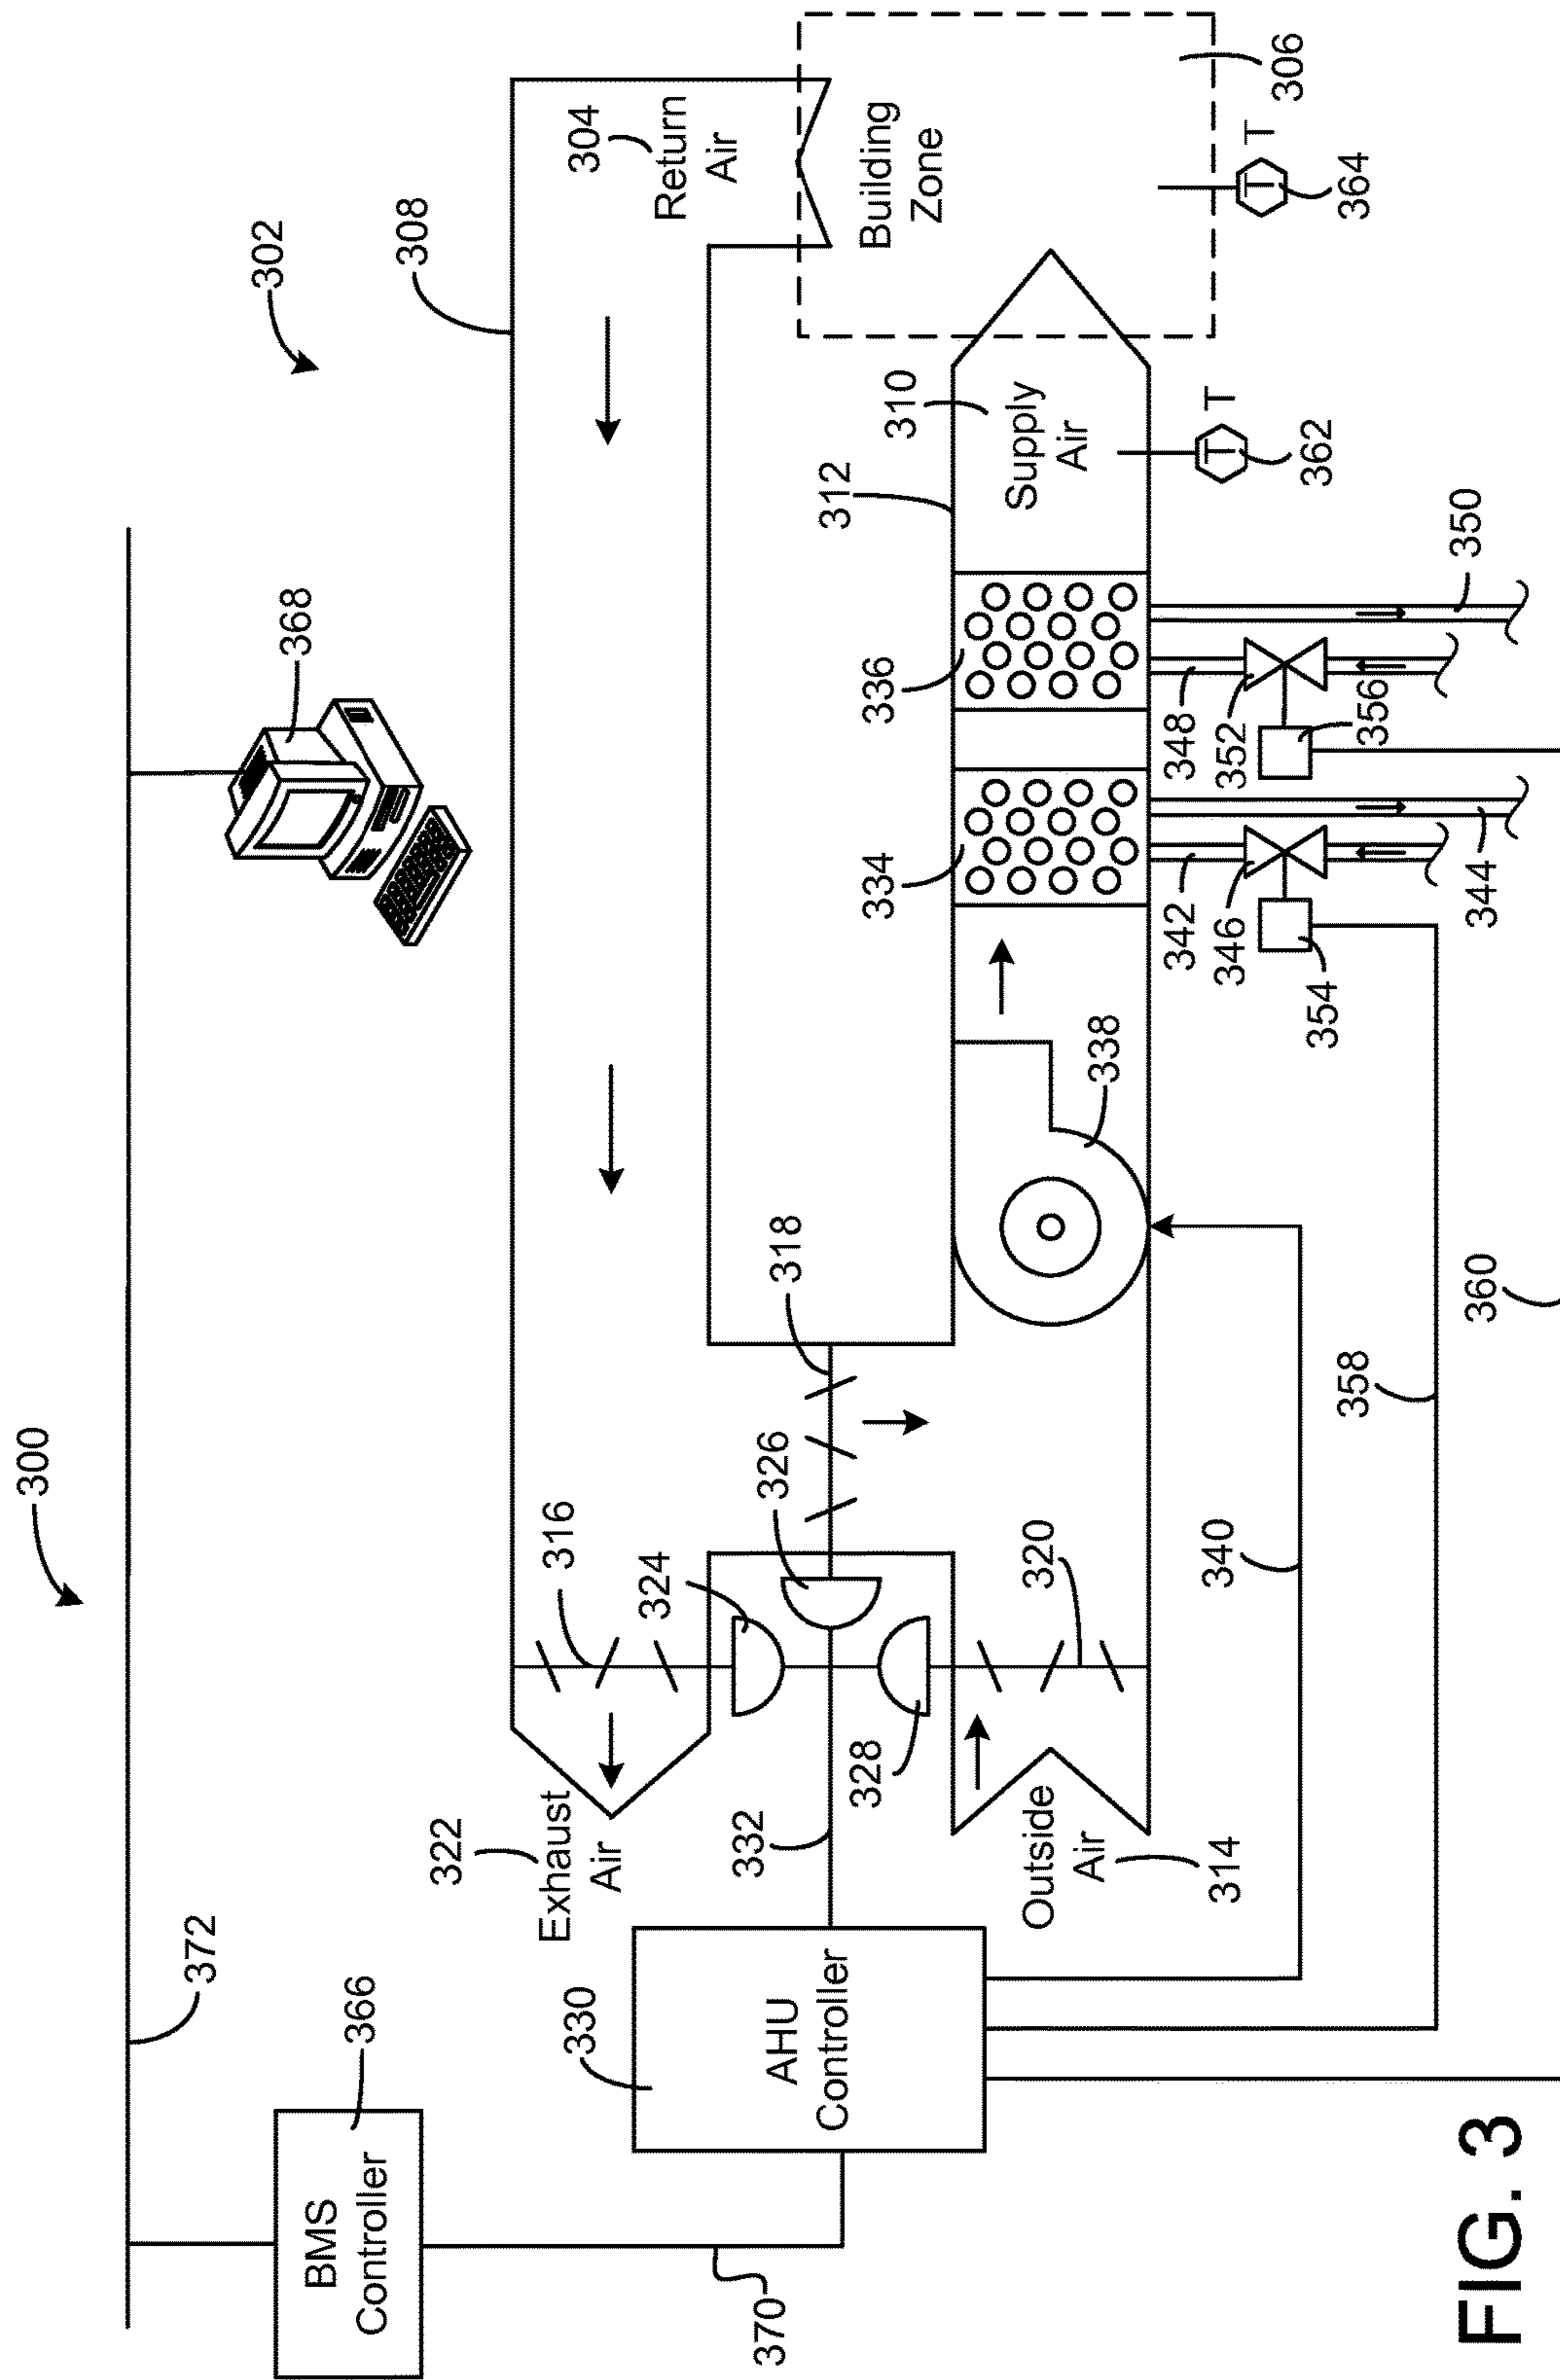 300
372
302
368
BMS
Controller
366
308
322
Exhaust
Air
316
304
Return
Air
330
324
AHU
Controller
370
332
326
318
312
328
334
336
310
Building
Zone
Outside
Air
314
320
338
Supply
Air
340
342
346
348
352
T
T
362
T
T
364
306
354
356
358
344
350
360
FIG. 3